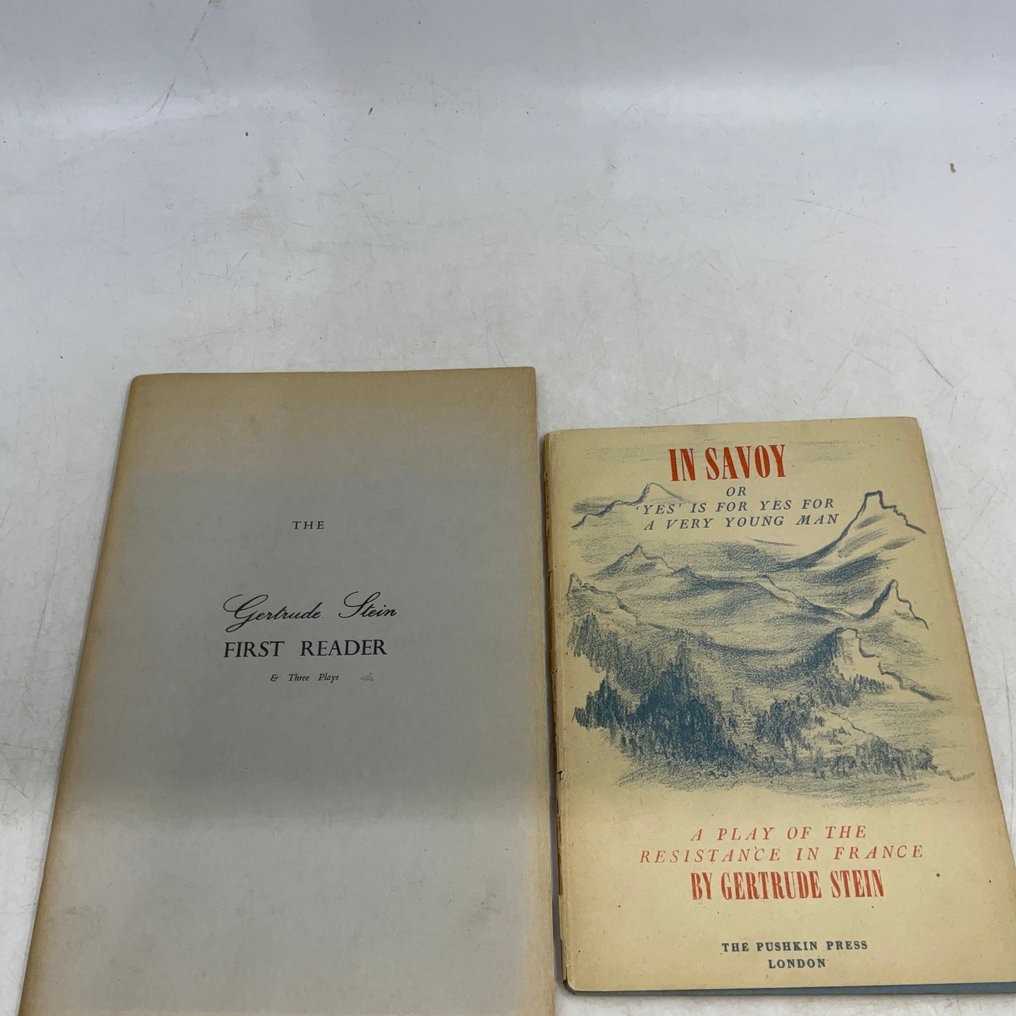 THE
Gertrude Stein
FIRST READER
& Three Plays
IN SAVOY
OR
'YES' IS FOR YES FOR
A VERY YOUNG MAN
A PLAY OF THE
RESISTANCE IN FRANCE
BY GERTRUDE STEIN
THE PUSHKIN PRESS
LONDON